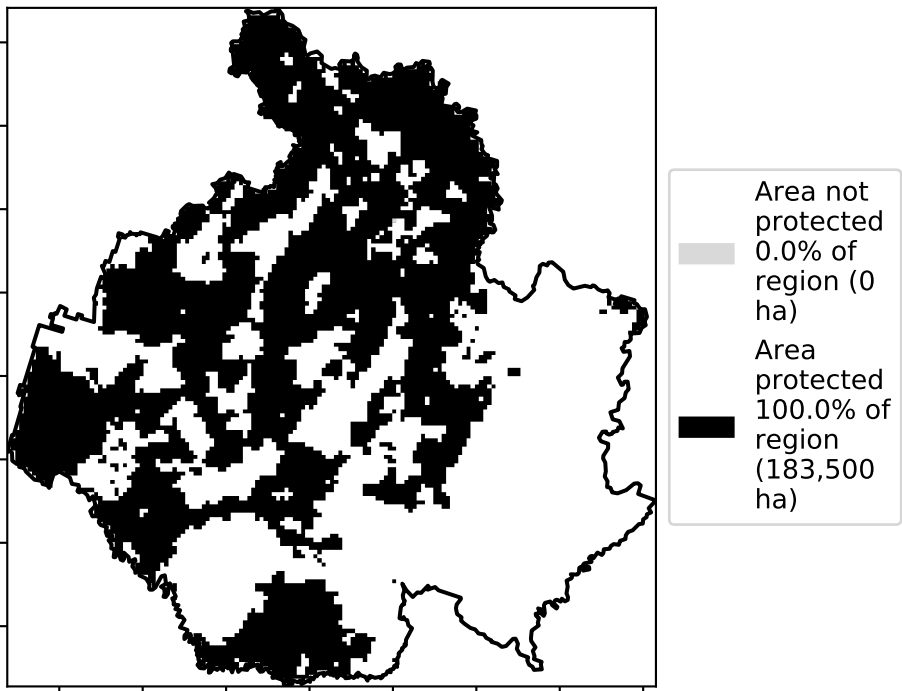 Area not
protected
0.0% of
region (0
ha)
Area
protected
100.0% of
region
(183,500
ha)